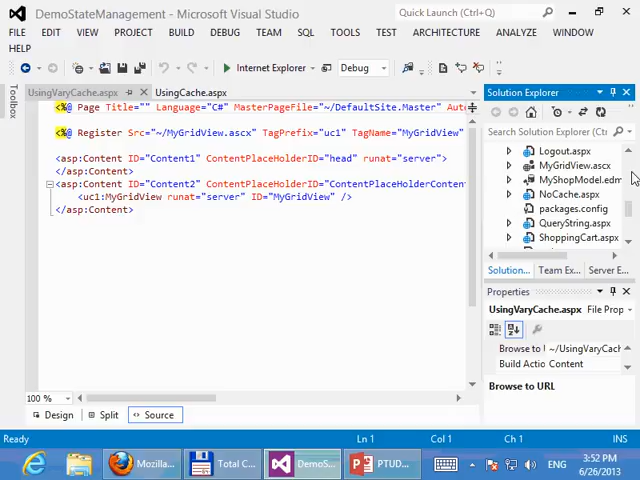 DemoStateManagement - Microsoft Visual Studio
Quick Launch (Ctrl+Q)
FILE EDIT VIEW PROJECT BUILD DEBUG TEAM SQL TOOLS TEST ARCHITECTURE ANALYZE WINDOW
HELP
Internet Explorer Debug
Toolbox
UsingVaryCache.aspx UsingCache.aspx
<%@ Page Title="" Language="C#" MasterPageFile="~/DefaultSite.Master" Auto
<%@ Register Src="~/MyGridView.ascx" TagPrefix="uc1" TagName="MyGridView"
<asp:Content ID="Content1" ContentPlaceHolderID="head" runat="server">
</asp:Content>
<asp:Content ID="Content2" ContentPlaceHolderID="ContentPlaceHolderConten
<uc1:MyGridView runat="server" ID="MyGridView" />
</asp:Content>
100 %
Design Split Source
Solution Explorer
Search Solution Explorer (Ctrl
Logout.aspx
MyGridView.ascx
MyShopModel.edm
NoCache.aspx
packages.config
QueryString.aspx
ShoppingCart.aspx
Solution... Team Ex... Server E...
Properties
UsingVaryCache.aspx File Prop
Browse to U ~/UsingVaryCach
Build Action Content
Browse to URL
Ready Ln 1 Col 1 Ch 1 INS
Mozilla... Total C... DemoS... PTUD... ENG
3:52 PM
6/26/2013